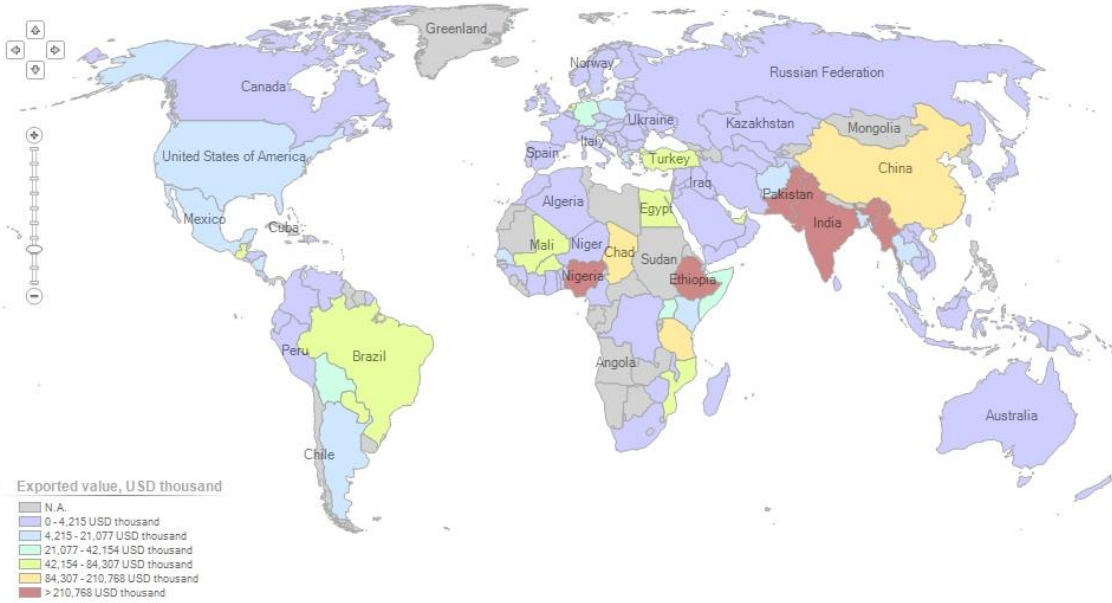 Greenland
Norway
Russian Federation
Canada
Ukraine
Kazakhstan
Mongolia
Italy
United States of America
Spain
Turkey
China
Iraq
Pakistan
Mexico
Algeria
Egypt
Cuba
India
Mali
Niger
Chad
Sudan
Nigeria
Ethiopia
Peru
Brazil
Angola
Australia
Chile
Exported value, USD thousand
N.A.
0 - 4,215 USD thousand
4,215 - 21,077 USD thousand
21,077 - 42,154 USD thousand
42,154 - 84,307 USD thousand
84,307 - 210,768 USD thousand
> 210,768 USD thousand